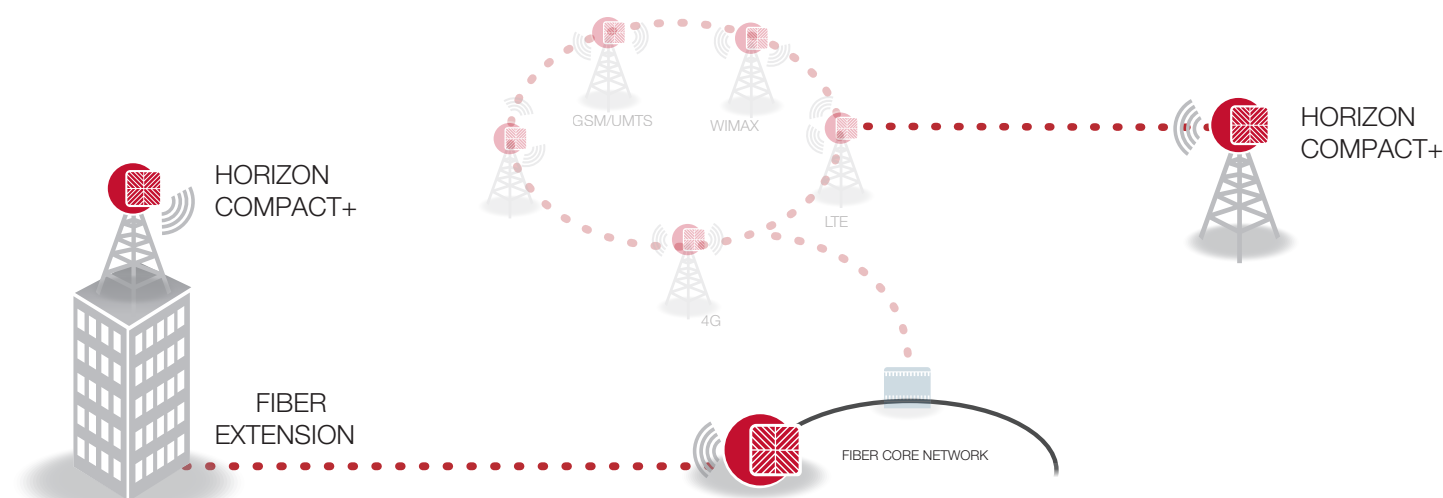 GSM/UMTS
WIMAX
HORIZON
COMPACT+
HORIZON
COMPACT+
LTE
4G
FIBER
EXTENSION
FIBER CORE NETWORK